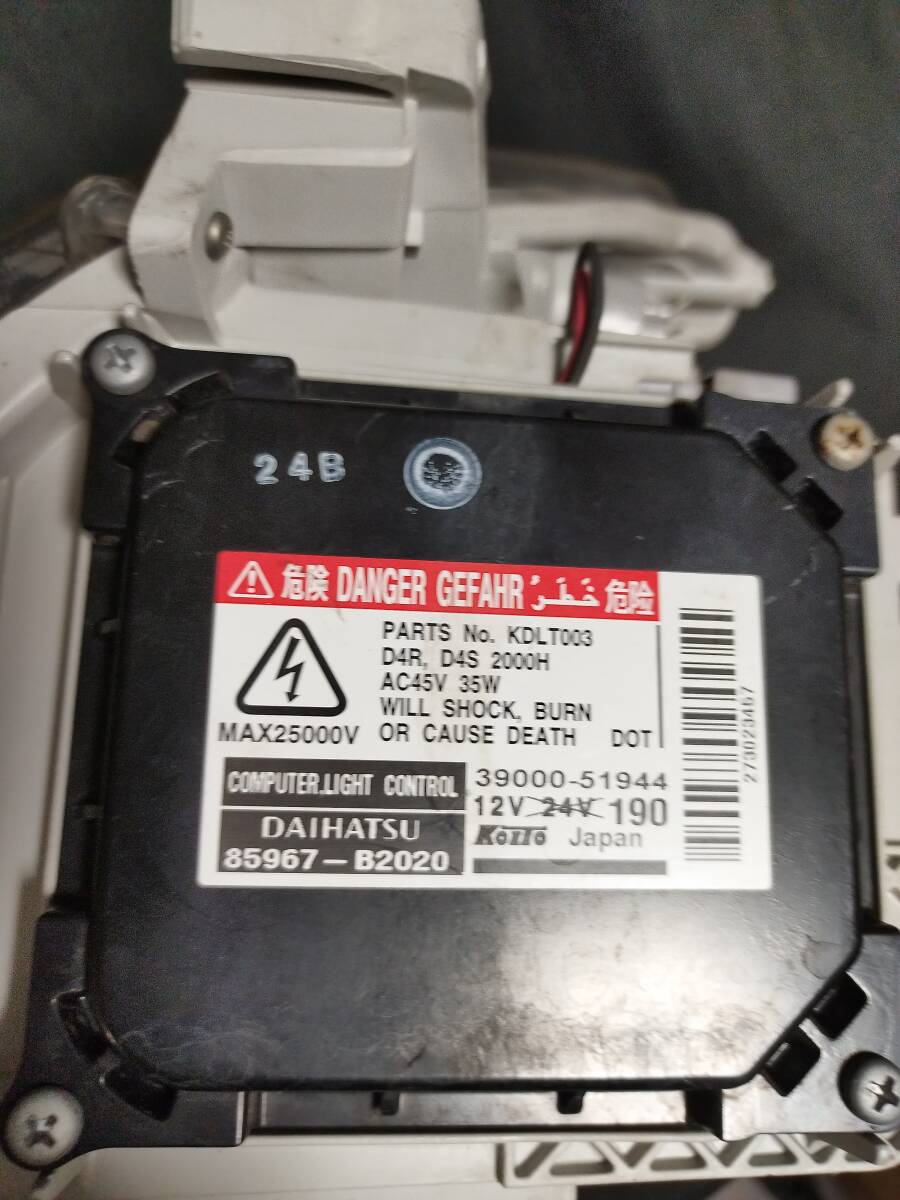 24B
危険 DANGER GEFAHR خَطَرٌ 危险
PARTS No. KDLT003
D4R, D4S 2000H
AC45V 35W
WILL SHOCK, BURN
OR CAUSE DEATH DOT
MAX25000V
COMPUTER.LIGHT CONTROL
DAIHATSU
85967-B2020
39000-51944
12V 24V 190
KOITO Japan
273023457